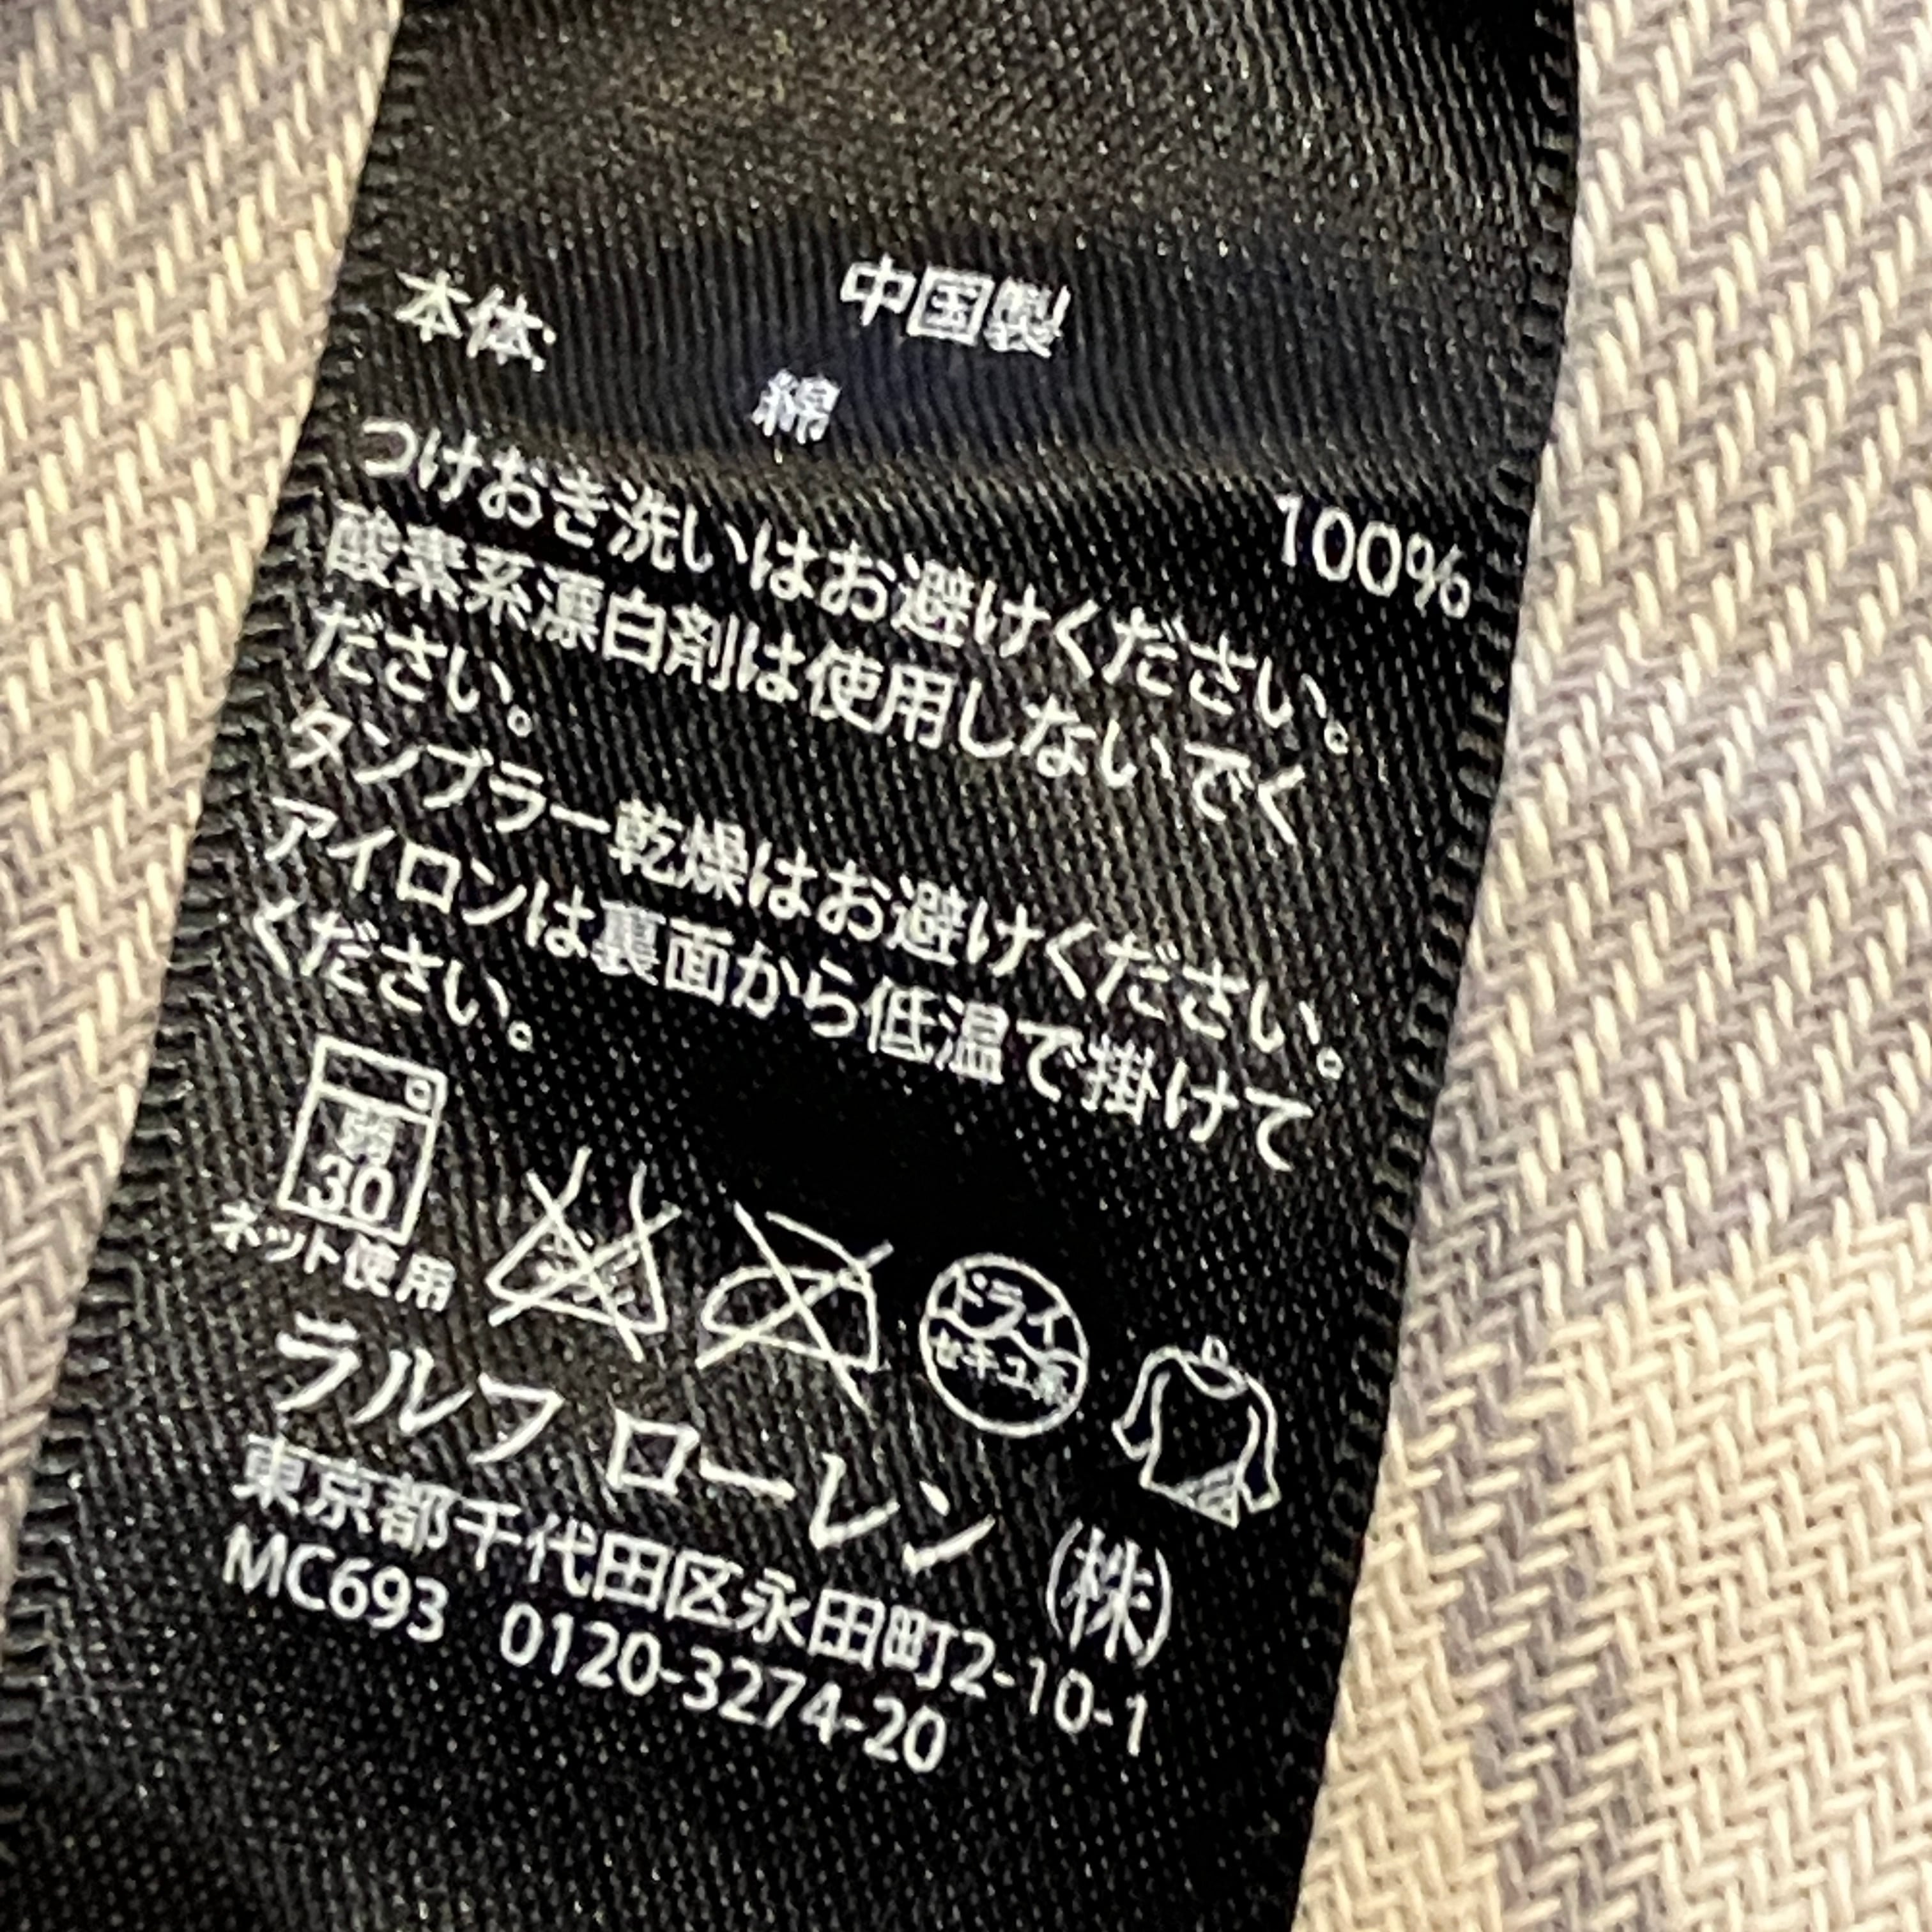 中国製
本体:
綿 100%
つけおき洗いはお避けください。
酸素系漂白剤は使用しないでく
ださい。
タンブラー乾燥はお避けください。
アイロンは裏面から低温で掛けて
ください。
弱
30
ネット使用
ドライ
セキユ系
ラルフ ローレン (株)
東京都千代田区永田町2-10-1
MC693 0120-3274-20